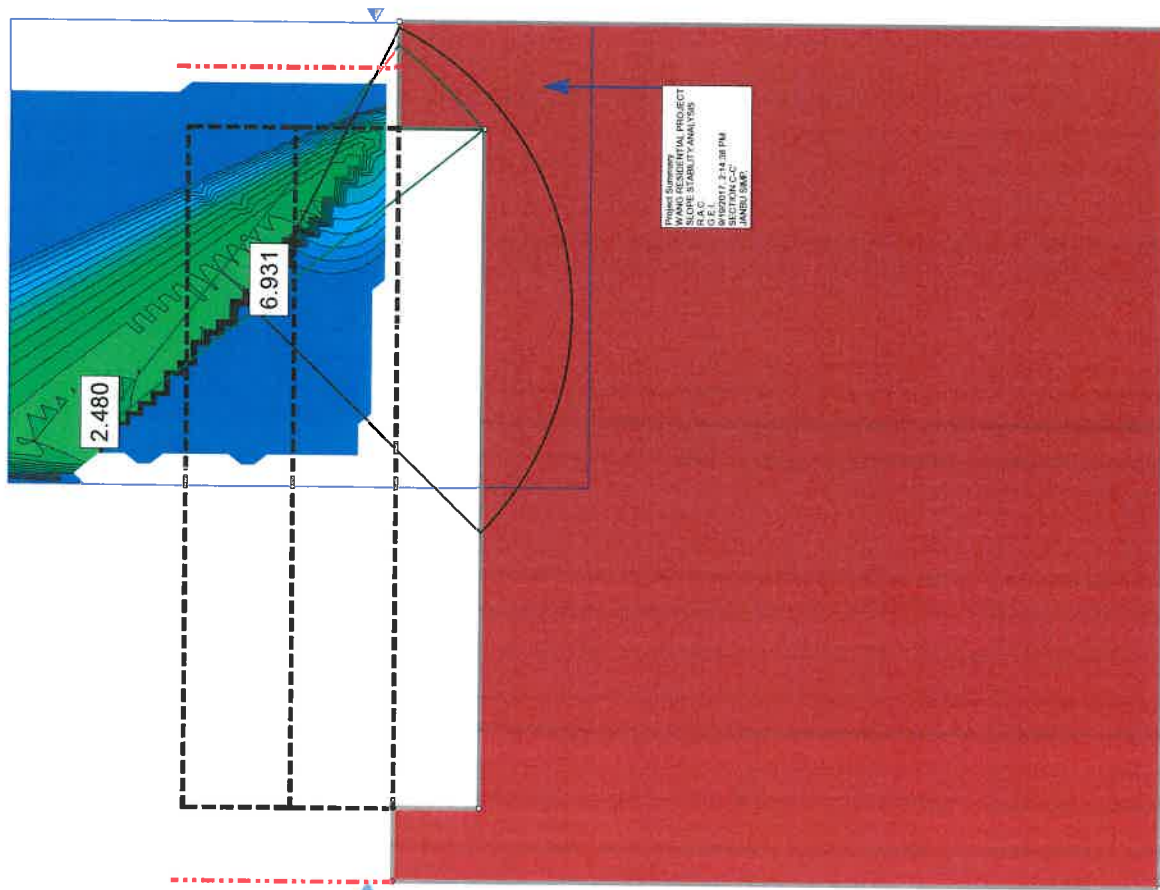 2.480
6.931
Project Summary
WANG RESIDENTIAL PROJECT
SLOPE STABILITY ANALYSIS
R.A.C.
G.E.I.
9/19/2017, 2:14:38 PM
SECTION C-C'
JANBU SIMP.